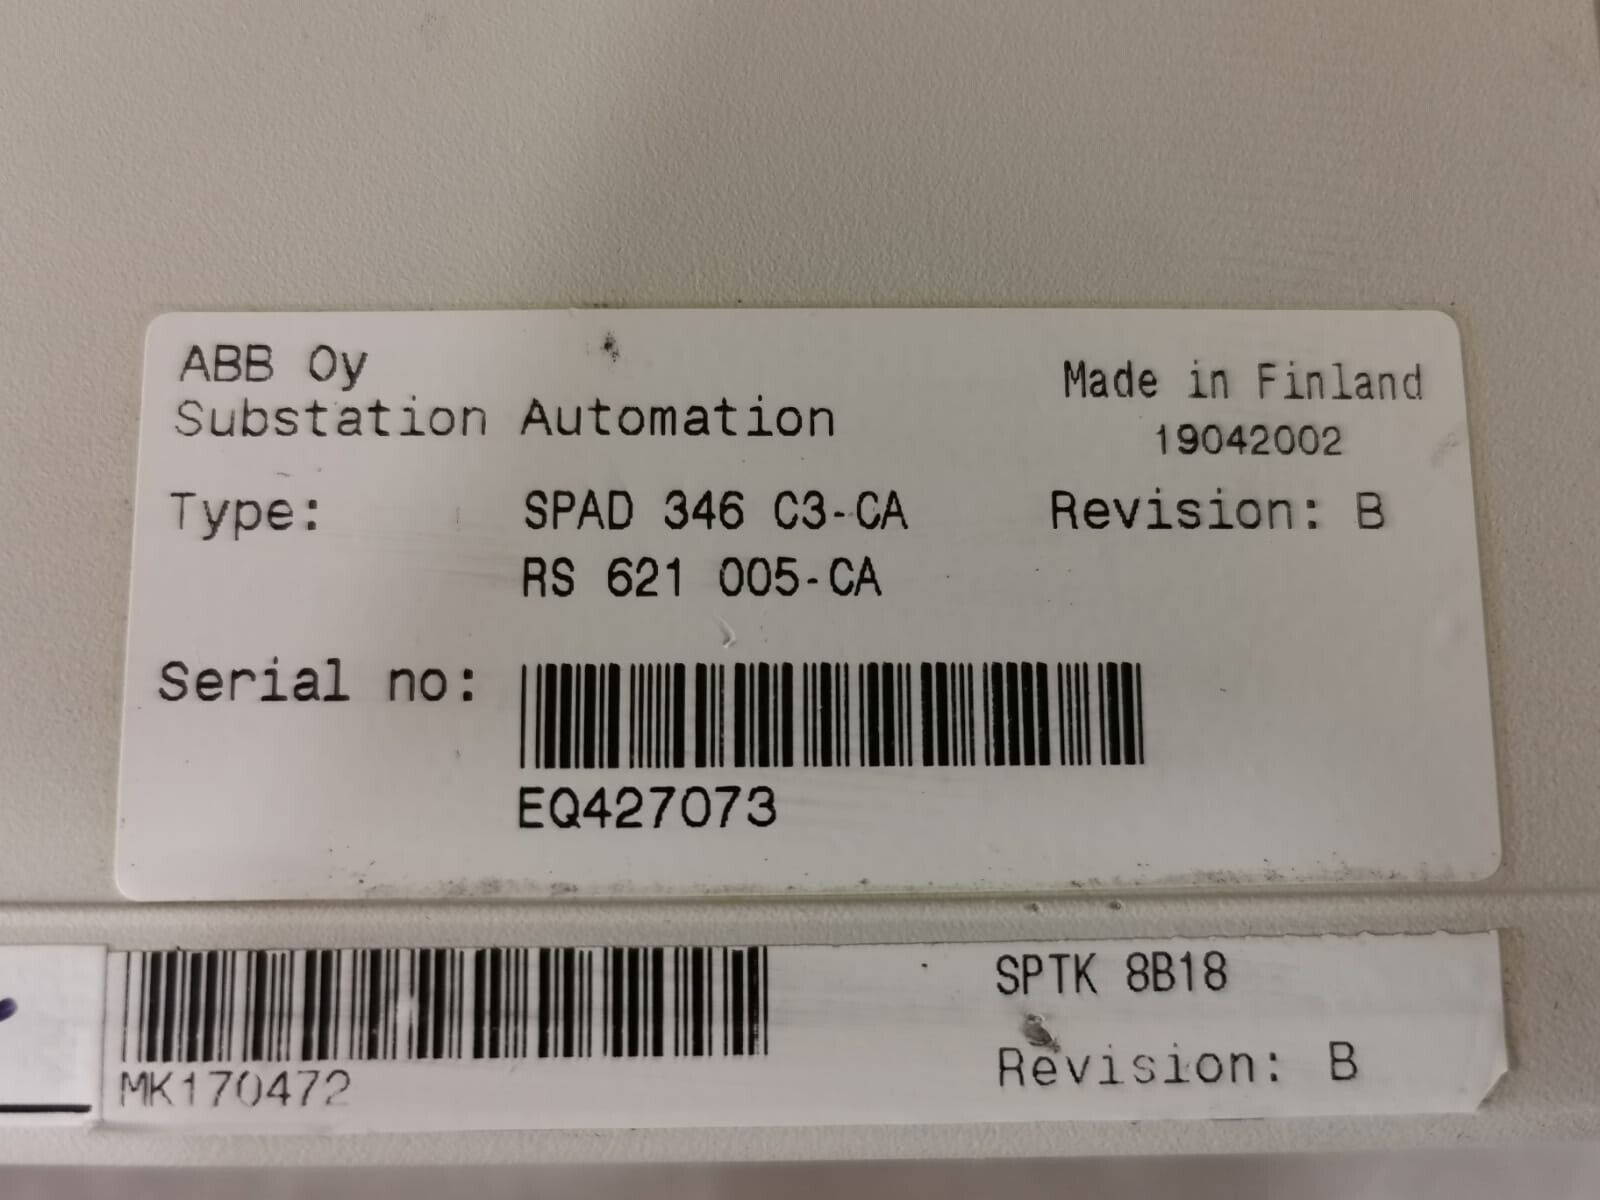 ABB Oy
Substation Automation
Made in Finland
19042002
Type: SPAD 346 C3-CA Revision: B
RS 621 005-CA
Serial no:
EQ427073
SPTK 8B18
MK170472 Revision: B